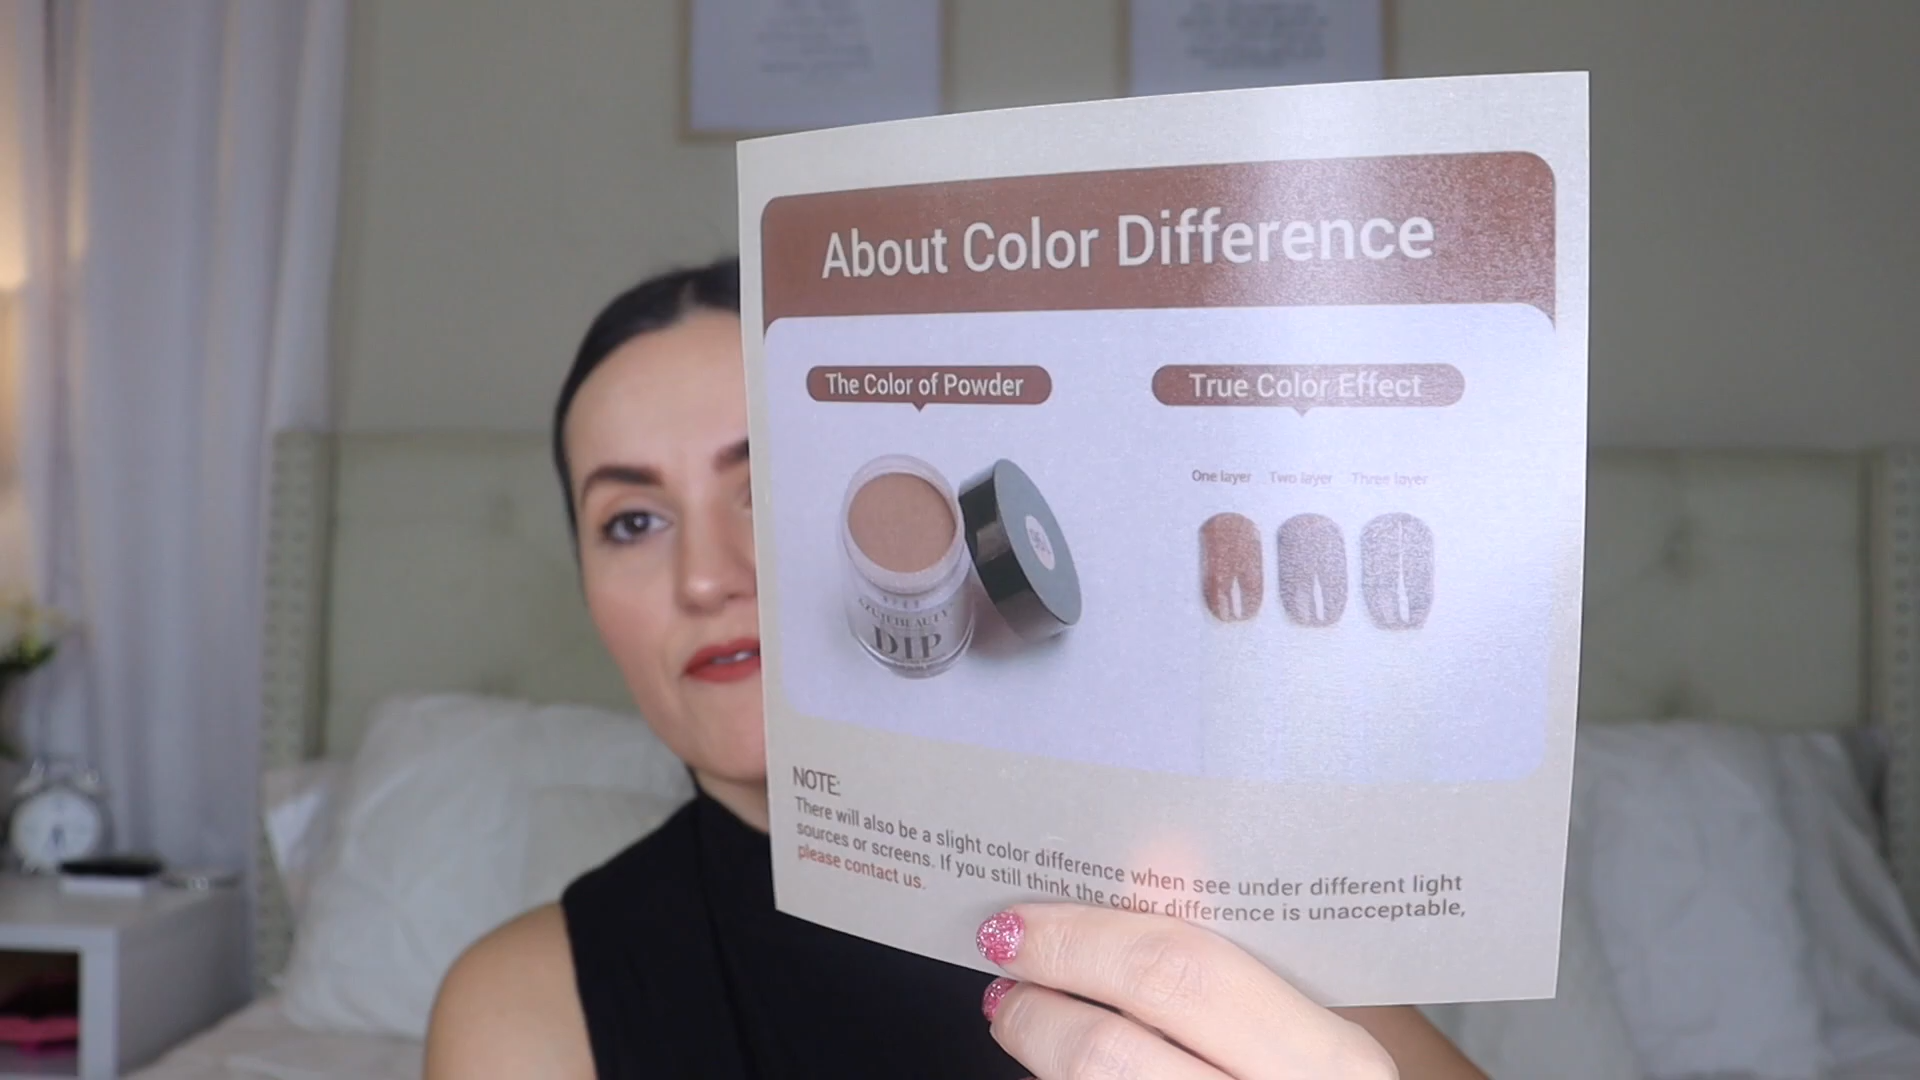 About Color Difference
The Color of Powder
True Color Effect
One layer Two layer Three layer
AZUREBEAUTY
DIP
NOTE:
There will also be a slight color difference when see under different light
sources or screens. If you still think the color difference is unacceptable,
please contact us.